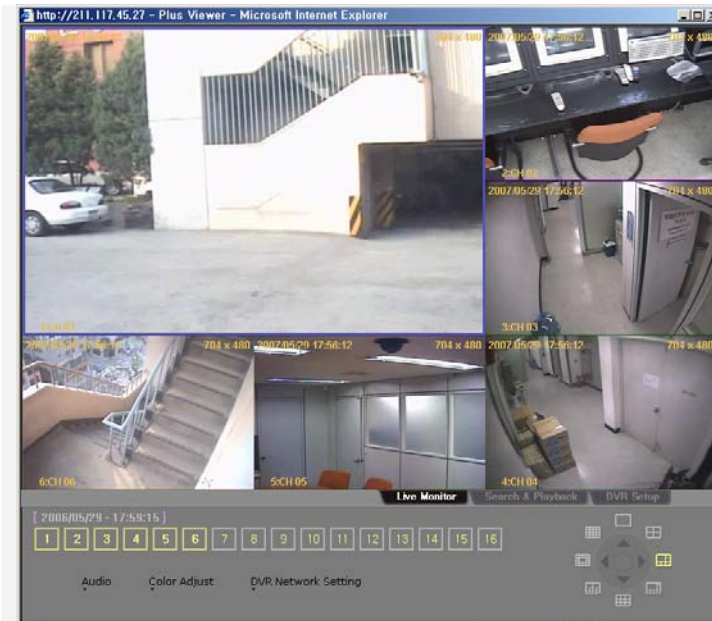 http://211.117.45.27 - Plus Viewer - Microsoft Internet Explorer
704 x 480
2007/05/29 17:56:12
704 x 480
1:CH 01
2:CH 02
2007/05/29 17:56:12
704 x 480
3:CH 03
704 x 480
2007/05/29 17:56:12
704 x 480
2007/05/29 17:56:12
704 x 480
6:CH 06
5:CH 05
4:CH 04
Live Monitor
Search & Playback
DVR Setup
[ 2006/05/29 - 17:59:15 ]
1 2 3 4 5 6 7 8 9 10 11 12 13 14 15 16
Audio
Color Adjust
DVR Network Setting